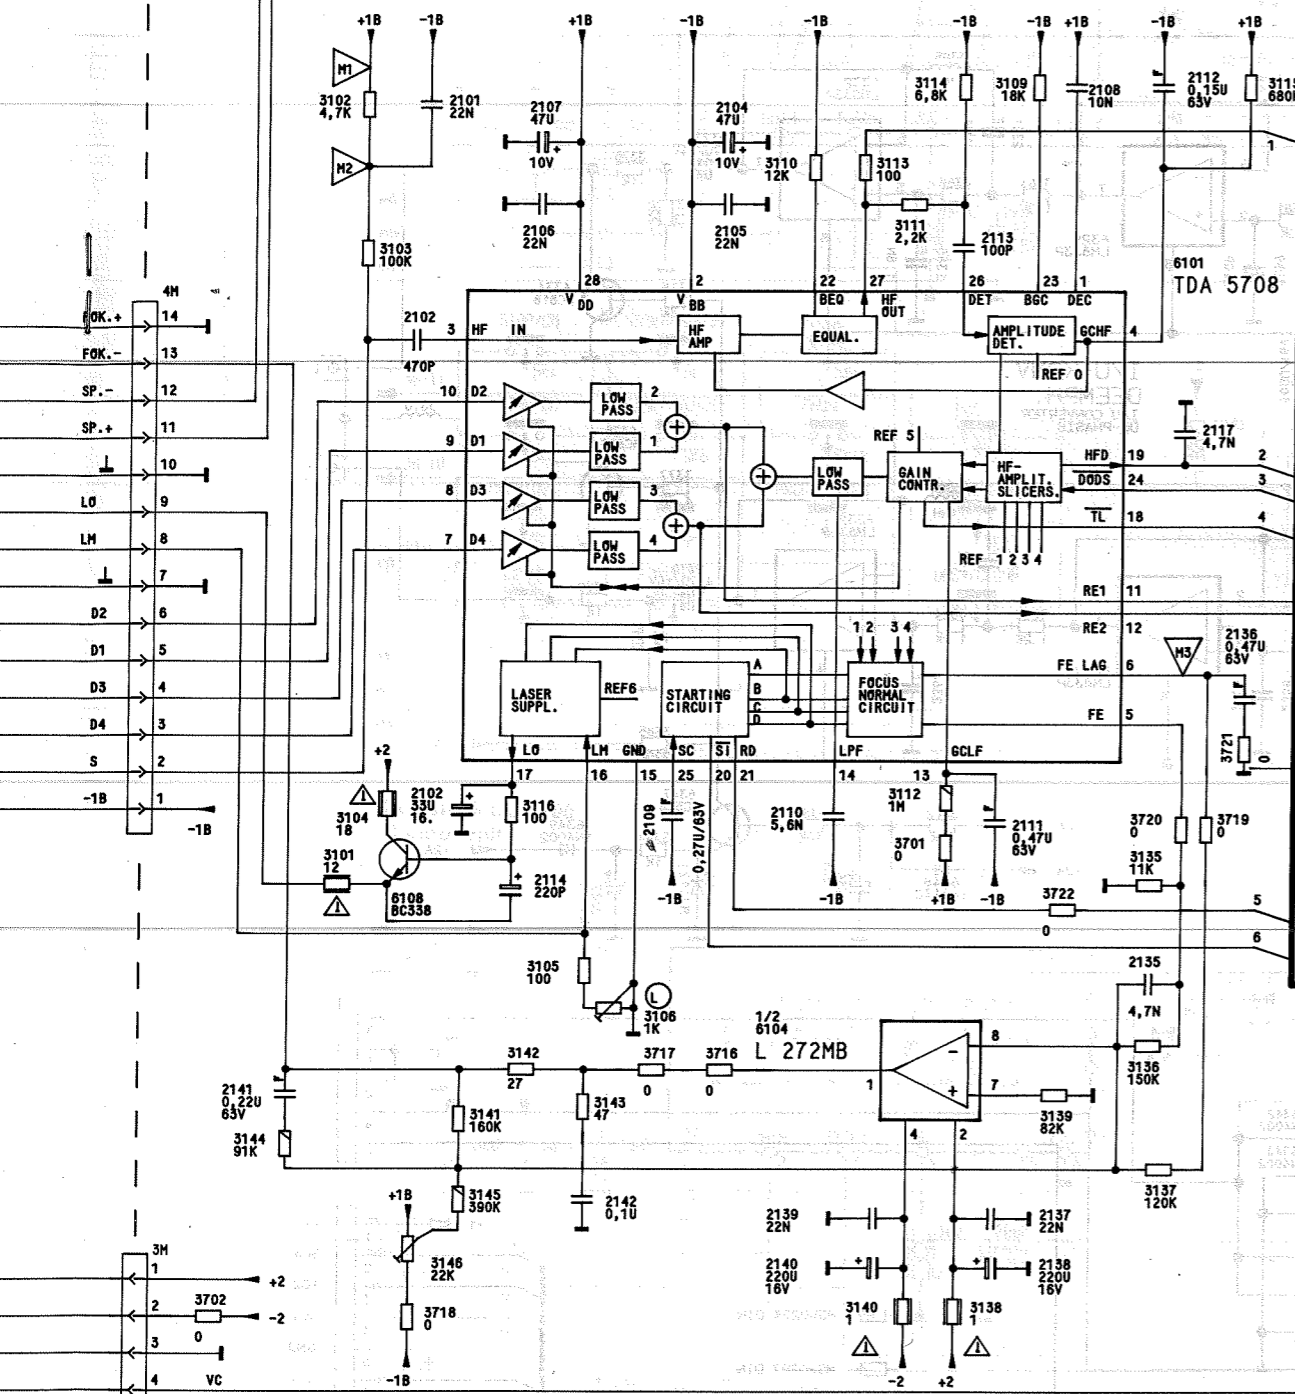 +1B -1B +1B -1B -1B -1B -1B +1B -1B +1B
M1
3102
4,7K
2101
22N
M2
3103
100K
2107
47U
+
10V
2106
22N
2104
47U
+
10V
2105
22N
3110
12K
3113
100
3111
2,2K
3114
6,8K
3109
18K
2108
10N
2113
100P
2112
0,15U
63V
1
6101
TDA 5708
28 2 22 27 26 23 1
VDD VBB BEQ HF OUT DET BGC DEC
4M
FOK.+ 14
FOK.- 13
SP.- 12
SP.+ 11
10
LO 9
LM 8
7
D2 6
D1 5
D3 4
D4 3
S 2
-1B 1
-1B
2102
470P
3 HF IN
HF
AMP
EQUAL.
AMPLITUDE
DET.
GCHF 4
REF 0
10 D2
9 D1
8 D3
7 D4
LOW
PASS
2
LOW
PASS
1
LOW
PASS
3
LOW
PASS
4
+
+
+
LOW
PASS
REF 5
GAIN
CONTR.
HF-
AMPLIT.
SLICERS.
REF 1 2 3 4
HFD 19
DODS 24
TL 18
2117
4,7N
2
3
4
RE1 11
RE2 12
FE LAG 6
FE 5
M3
2136
0,47U
63V
3721
0
LASER
SUPPL.
REF6
STARTING
CIRCUIT
A
B
C
D
1 2 3 4
FOCUS
NORMAL
CIRCUIT
LO LM GND SC SI RD LPF GCLF
17 16 15 25 20 21 14 13
+2
3104
18
2102
33U
16.
+
3116
100
3101
12
6108
BC338
+
2114
220P
2109
0,27U/63V
-1B
2110
5,6N
-1B
3112
1M
3701
0
+1B
2111
0,47U
63V
-1B
3720
0
3719
0
3135
11K
3722
0
5
6
3105
100
L
3106
1K
1/2
6104
L 272MB
2135
4,7N
8
-
1
+
7
3136
150K
3139
82K
3137
120K
4 2
2141
0,22U
63V
3144
91K
3142
27
3717
0
3716
0
3141
160K
3143
47
3145
390K
2142
0,1U
+1B
3146
22K
3718
0
-1B
2139
22N
2137
22N
2140
220U
16V
+
2138
220U
16V
+
3140
1
3138
1
-2 +2
3M
1 +2
2 3702 -2
0
3
4 VC